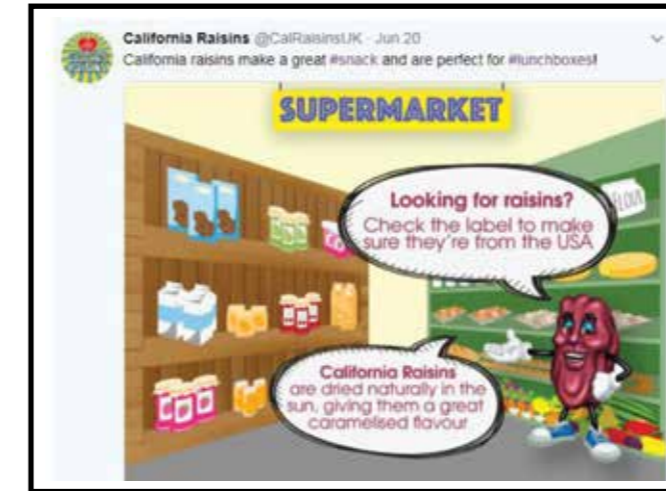 California Raisins @CalRaisinsUK · Jun 20
California raisins make a great #snack and are perfect for #lunchboxes!
SUPERMARKET
Looking for raisins?
Check the label to make
sure they're from the USA
FLOUR
California Raisins
are dried naturally in the
sun, giving them a great
caramelised flavour